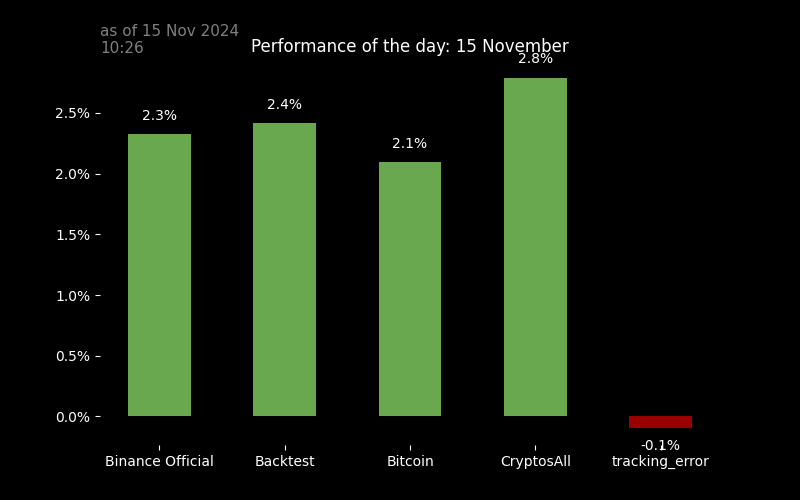 as of 15 Nov 2024
10:26
Performance of the day: 15 November
2.8%
2.3%
2.4%
2.1%
2.5%
2.0%
1.5%
1.0%
0.5%
0.0%
-0.1%
Binance Official
Backtest
Bitcoin
CryptosAll
tracking_error